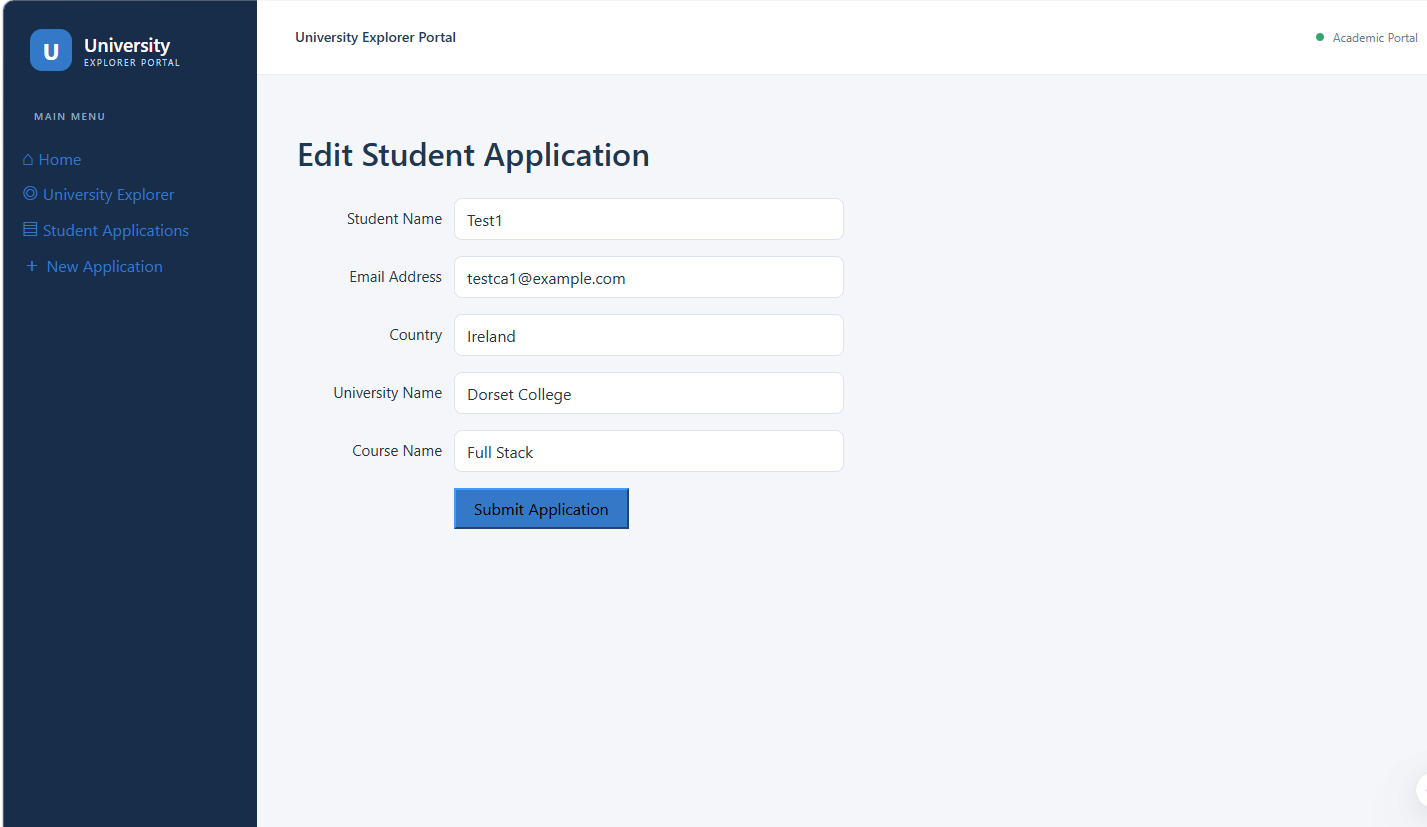 U
University
EXPLORER PORTAL
MAIN MENU
Home
University Explorer
Student Applications
+ New Application
University Explorer Portal
Academic Portal
Edit Student Application
Student Name
Test1
Email Address
testca1@example.com
Country
Ireland
University Name
Dorset College
Course Name
Full Stack
Submit Application